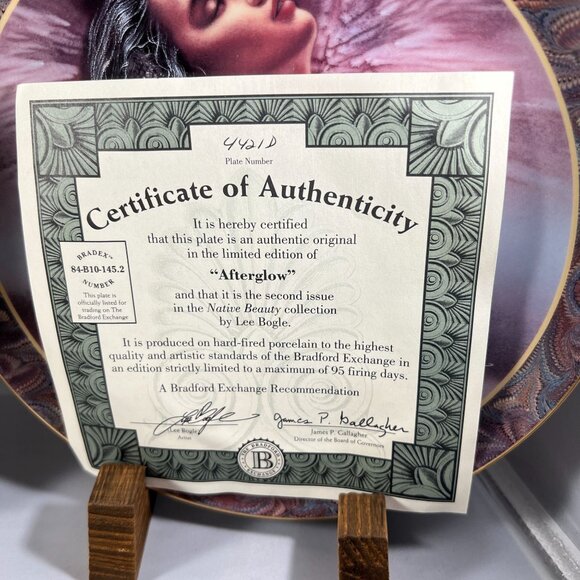 4421D
Plate Number
Certificate of Authenticity
It is hereby certified
that this plate is an authentic original
in the limited edition of
“Afterglow”
and that it is the second issue
in the Native Beauty collection
by Lee Bogle.
BRADEX™
84-B10-145.2
NUMBER
This plate is
officially listed for
trading on The
Bradford Exchange
It is produced on hard-fired porcelain to the highest
quality and artistic standards of the Bradford Exchange in
an edition strictly limited to a maximum of 95 firing days.
A Bradford Exchange Recommendation
James P. Gallagher
Lee Bogle
Artist
James P. Gallagher
Director of the Board of Governors
THE BRADFORD
B
EXCHANGE